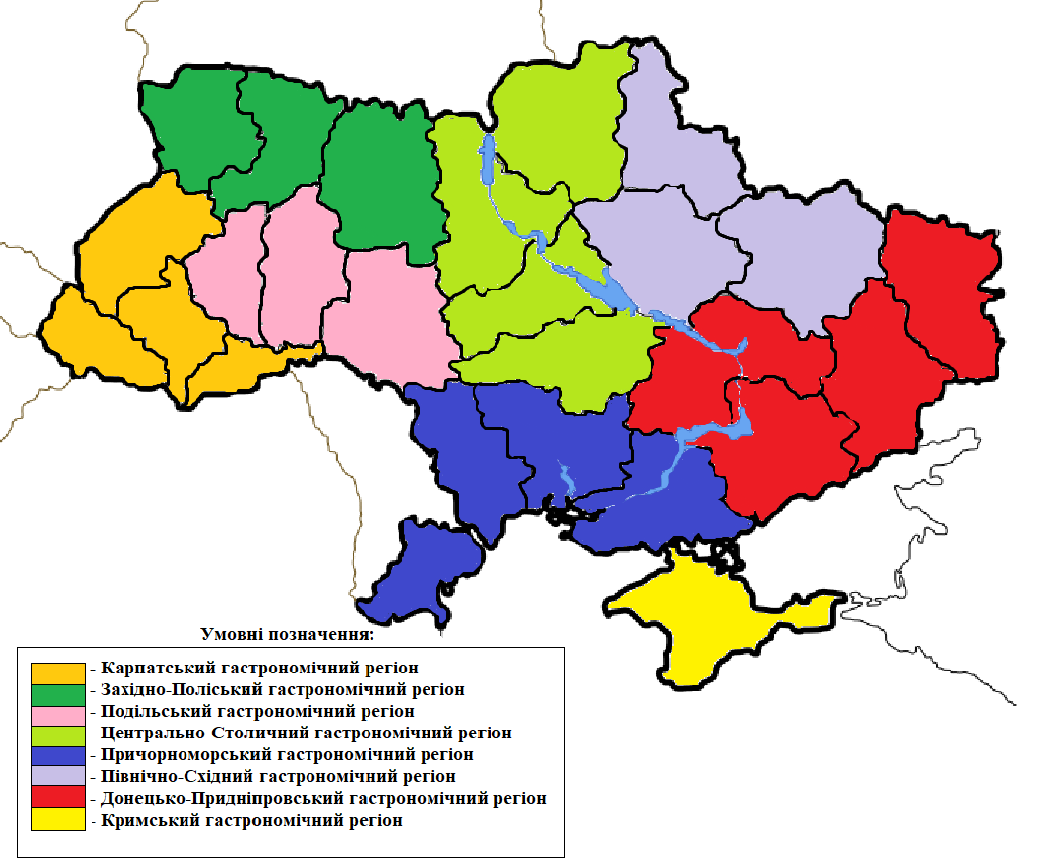 Умовні позначення:
- Карпатський гастрономічний регіон
- Західно-Поліський гастрономічний регіон
- Подільський гастрономічний регіон
- Центрально-Столичний гастрономічний регіон
- Причорноморський гастрономічний регіон
- Північно-Східний гастрономічний регіон
- Донецько-Придніпровський гастрономічний регіон
- Кримський гастрономічний регіон